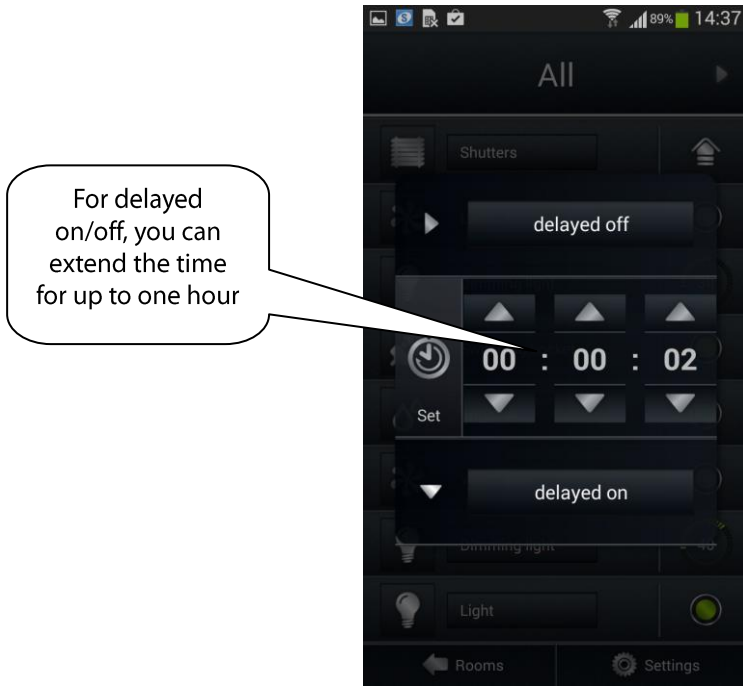 89% 14:37
All
Shutters
For delayed
on/off, you can
extend the time
for up to one hour
delayed off
00 : 00 : 02
Set
delayed on
Dimming light
48
Light
Rooms Settings